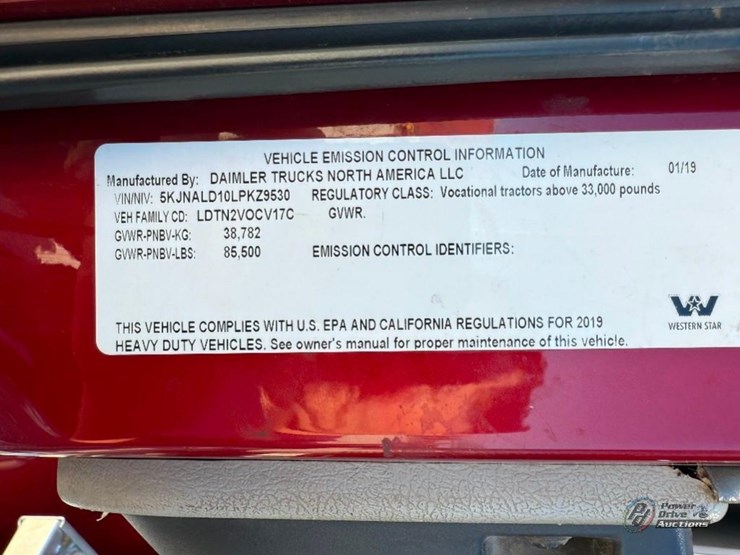 VEHICLE EMISSION CONTROL INFORMATION
Manufactured By: DAIMLER TRUCKS NORTH AMERICA LLC Date of Manufacture: 01/19
VIN/NIV: 5KJNALD10LPKZ9530 REGULATORY CLASS: Vocational tractors above 33,000 pounds
VEH FAMILY CD: LDTN2VOCV17C GVWR.
GVWR-PNBV-KG: 38,782
GVWR-PNBV-LBS: 85,500 EMISSION CONTROL IDENTIFIERS:
WESTERN STAR
THIS VEHICLE COMPLIES WITH U.S. EPA AND CALIFORNIA REGULATIONS FOR 2019
HEAVY DUTY VEHICLES. See owner's manual for proper maintenance of this vehicle.
Power
Drive
Auctions